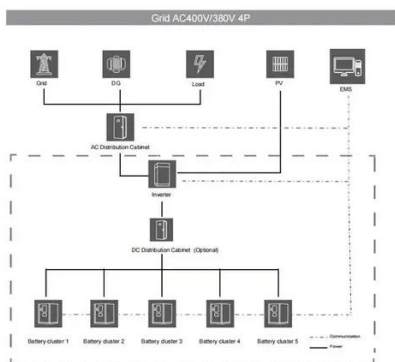 Grid AC400V/380V 4P
Grid
DG
Load
PV
EMS
AC Distribution Cabinet
Inverter
DC Distribution Cabinet (Optional)
Battery cluster 1
Battery cluster 2
Battery cluster 3
Battery cluster 4
Battery cluster 5
Communication
Power